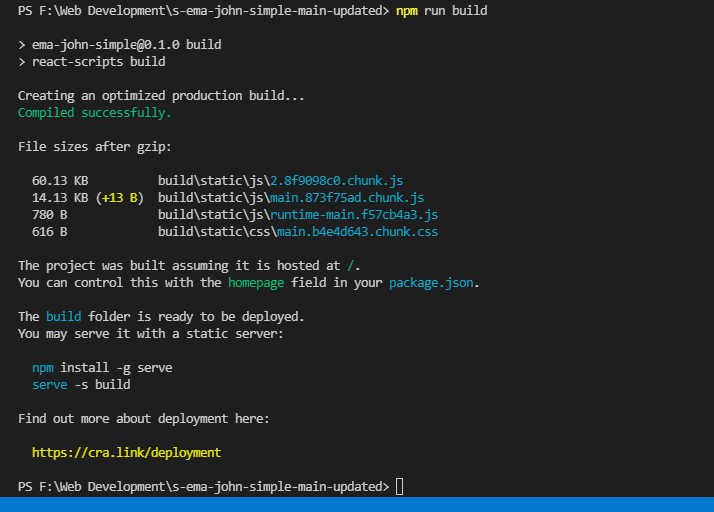 PS F:\Web Development\s-ema-john-simple-main-updated> npm run build
> ema-john-simple@0.1.0 build
> react-scripts build
Creating an optimized production build...
Compiled successfully.
File sizes after gzip:
60.13 KB build\static\js\2.8f9098c0.chunk.js
14.13 KB (+13 B) build\static\js\main.873f75ad.chunk.js
780 B build\static\js\runtime-main.f57cb4a3.js
616 B build\static\css\main.b4e4d643.chunk.css
The project was built assuming it is hosted at /.
You can control this with the homepage field in your package.json.
The build folder is ready to be deployed.
You may serve it with a static server:
npm install -g serve
serve -s build
Find out more about deployment here:
https://cra.link/deployment
PS F:\Web Development\s-ema-john-simple-main-updated>